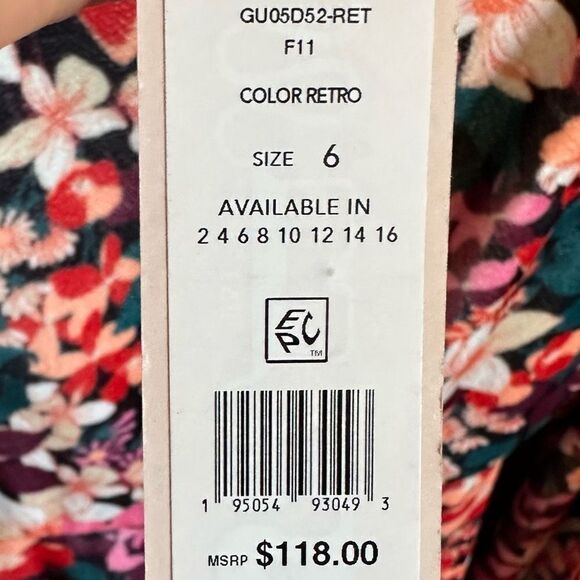 GU05D52-RET
F11
COLOR RETRO
SIZE 6
AVAILABLE IN
2 4 6 8 10 12 14 16
EPC TM
1 95054 93049 3
MSRP $118.00